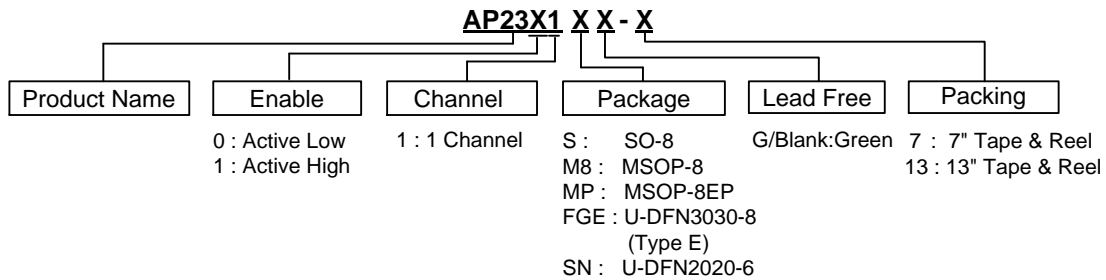 AP23X1 X X - X
Product Name Enable Channel Package Lead Free Packing
0 : Active Low 1 : 1 Channel S : SO-8 G/Blank:Green 7 : 7" Tape & Reel
1 : Active High M8 : MSOP-8 13 : 13" Tape & Reel
MP : MSOP-8EP
FGE : U-DFN3030-8
(Type E)
SN : U-DFN2020-6